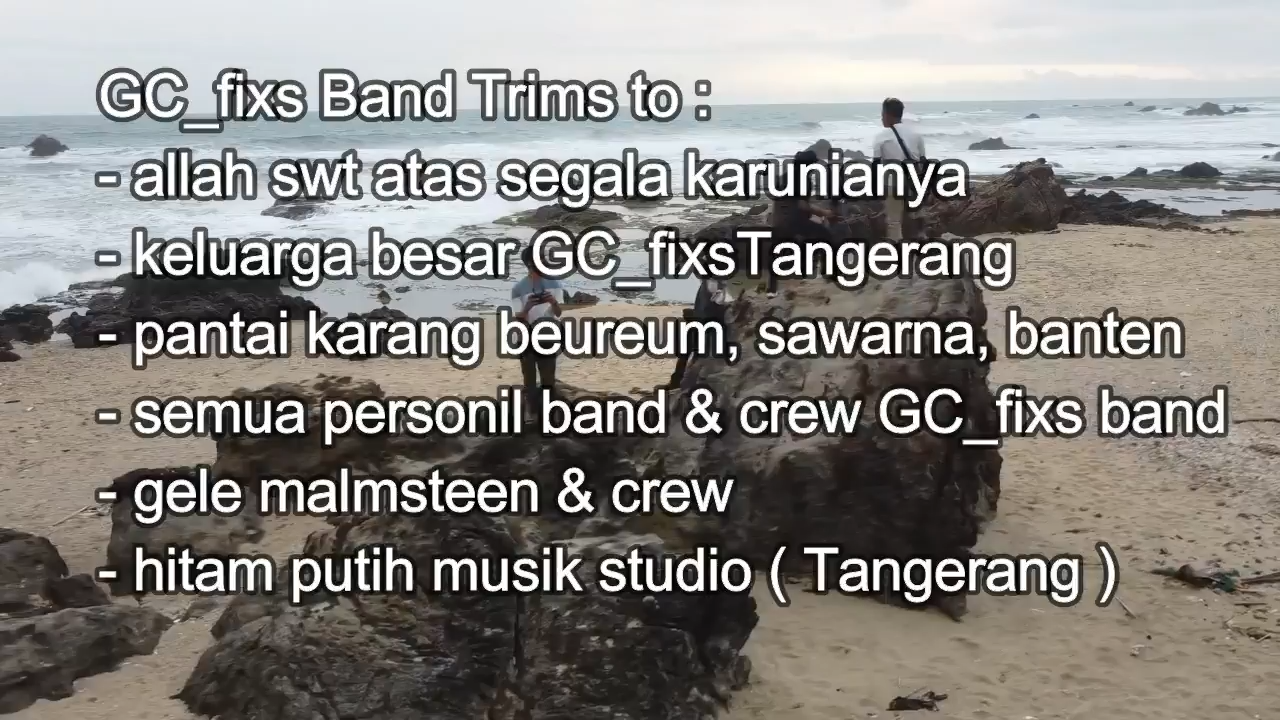 GC_fixs Band Trims to :
- allah swt atas segala karunianya
- keluarga besar GC_fixsTangerang
- pantai karang beureum, sawarna, banten
- semua personil band & crew GC_fixs band
- gele malmsteen & crew
- hitam putih musik studio ( Tangerang )